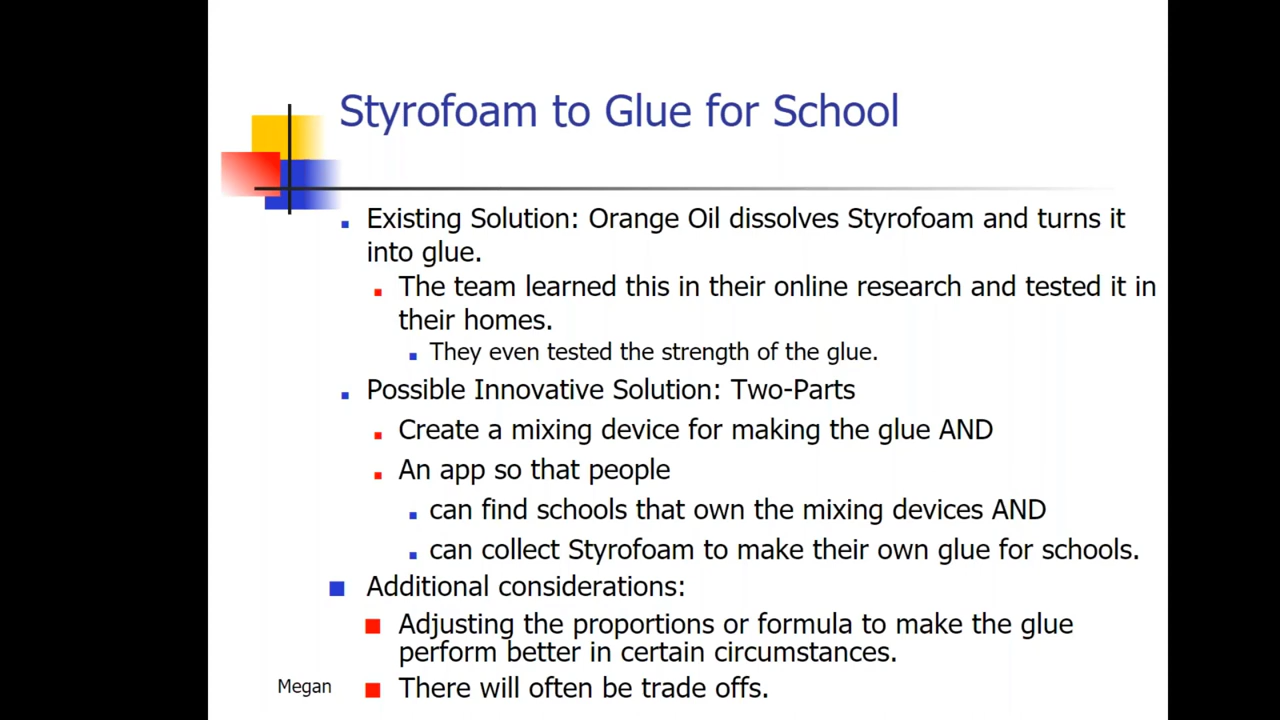 Styrofoam to Glue for School
Existing Solution: Orange Oil dissolves Styrofoam and turns it
into glue.
The team learned this in their online research and tested it in
their homes.
They even tested the strength of the glue.
Possible Innovative Solution: Two-Parts
Create a mixing device for making the glue AND
An app so that people
can find schools that own the mixing devices AND
can collect Styrofoam to make their own glue for schools.
Additional considerations:
Adjusting the proportions or formula to make the glue
perform better in certain circumstances.
There will often be trade offs.
Megan